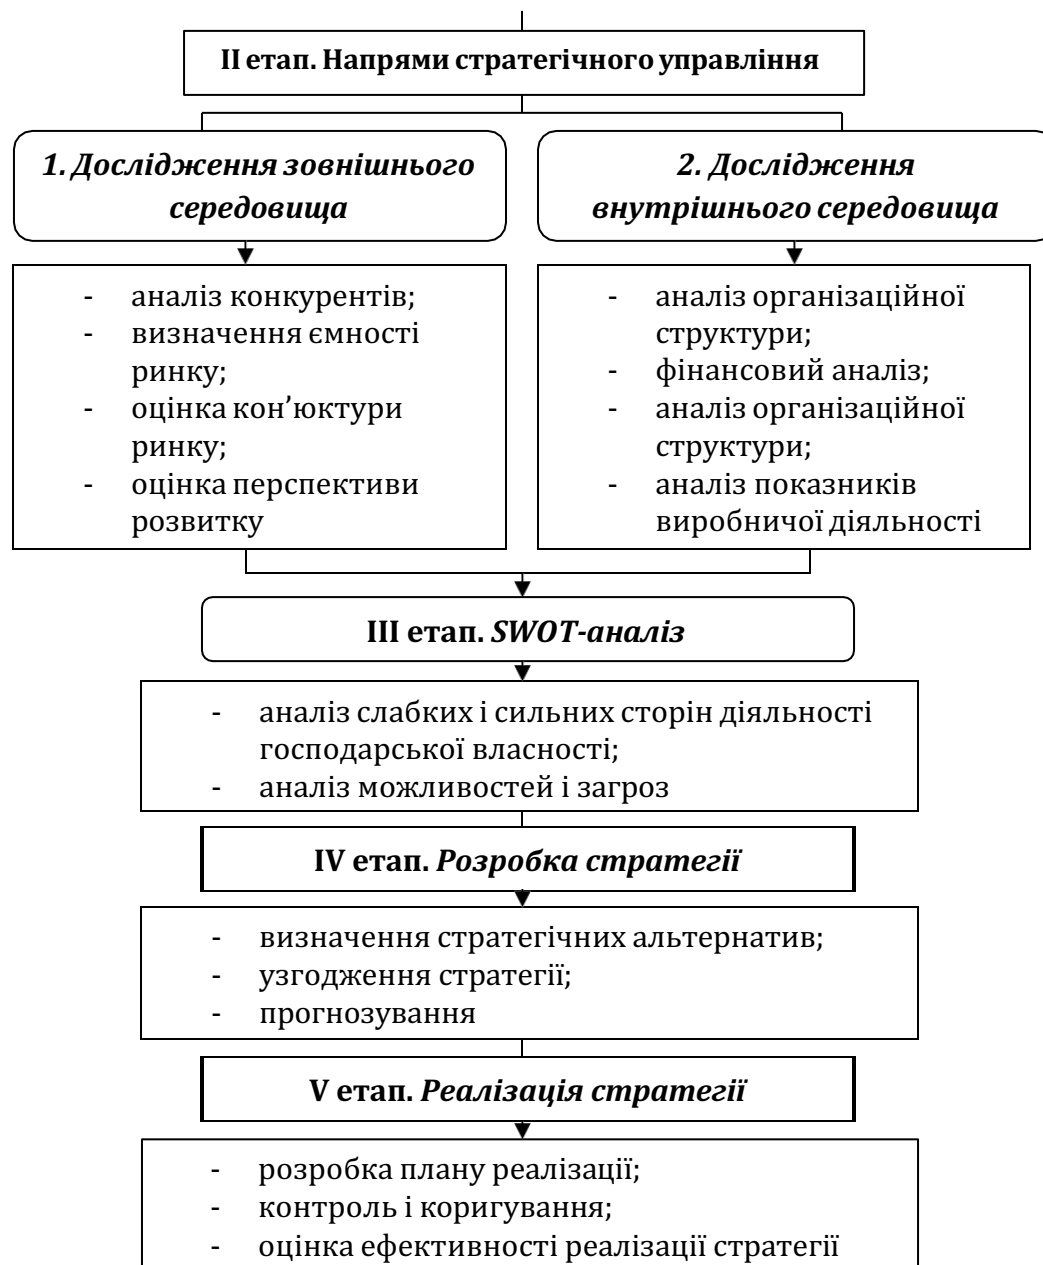 II етап. Напрями стратегічного управління
1. Дослідження зовнішнього
середовища
- аналіз конкурентів;
- визначення ємності
ринку;
- оцінка кон’юктури
ринку;
- оцінка перспективи
розвитку
2. Дослідження
внутрішнього середовища
- аналіз організаційної
структури;
- фінансовий аналіз;
- аналіз організаційної
структури;
- аналіз показників
виробничої діяльності
III етап. SWOT-аналіз
- аналіз слабких і сильних сторін діяльності
господарської власності;
- аналіз можливостей і загроз
IV етап. Розробка стратегії
- визначення стратегічних альтернатив;
- узгодження стратегії;
- прогнозування
V етап. Реалізація стратегії
- розробка плану реалізації;
- контроль і коригування;
- оцінка ефективності реалізації стратегії